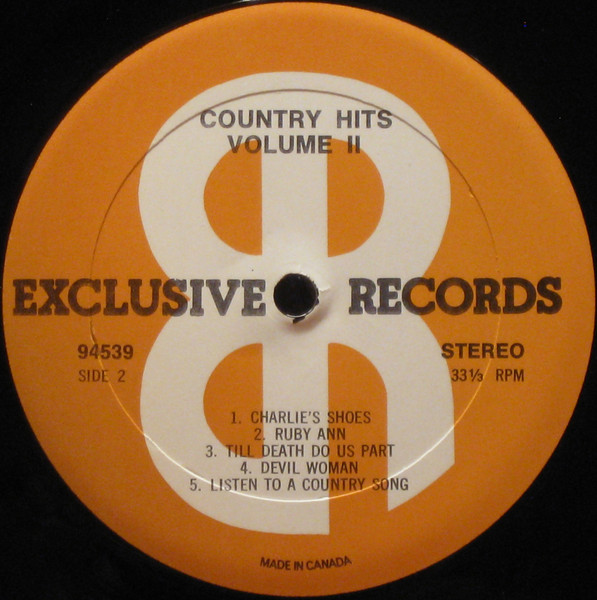 COUNTRY HITS
VOLUME II
EXCLUSIVE RECORDS
94539 STEREO
SIDE 2 33⅓ RPM
1. CHARLIE'S SHOES
2. RUBY ANN
3. TILL DEATH DO US PART
4. DEVIL WOMAN
5. LISTEN TO A COUNTRY SONG
MADE IN CANADA